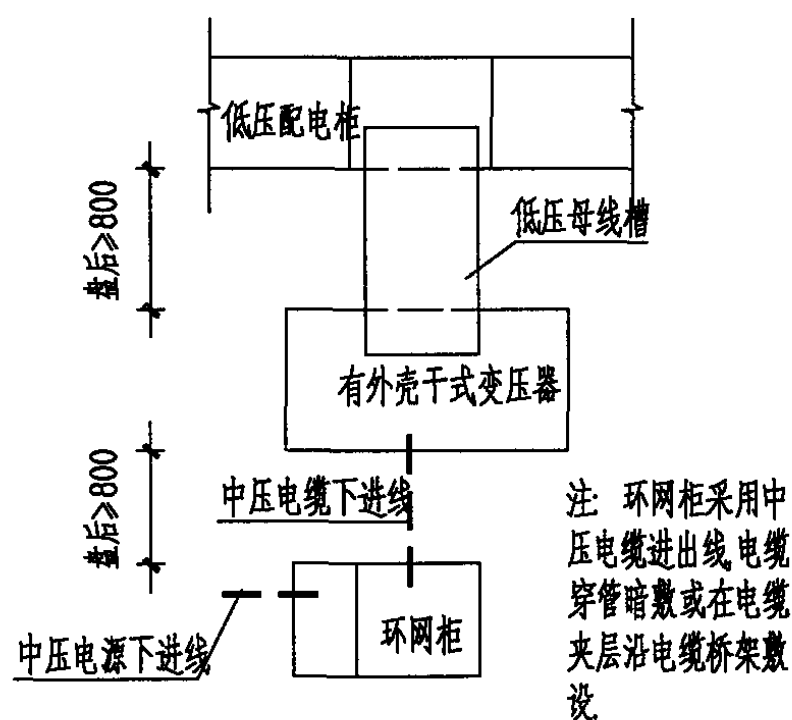 低压配电柜
盘后≥800
低压母线槽
有外壳干式变压器
盘后≥800
中压电缆下进线
注: 环网柜采用中
压电缆进出线,电缆
穿管暗敷或在电缆
夹层沿电缆桥架敷
设.
环网柜
中压电源下进线